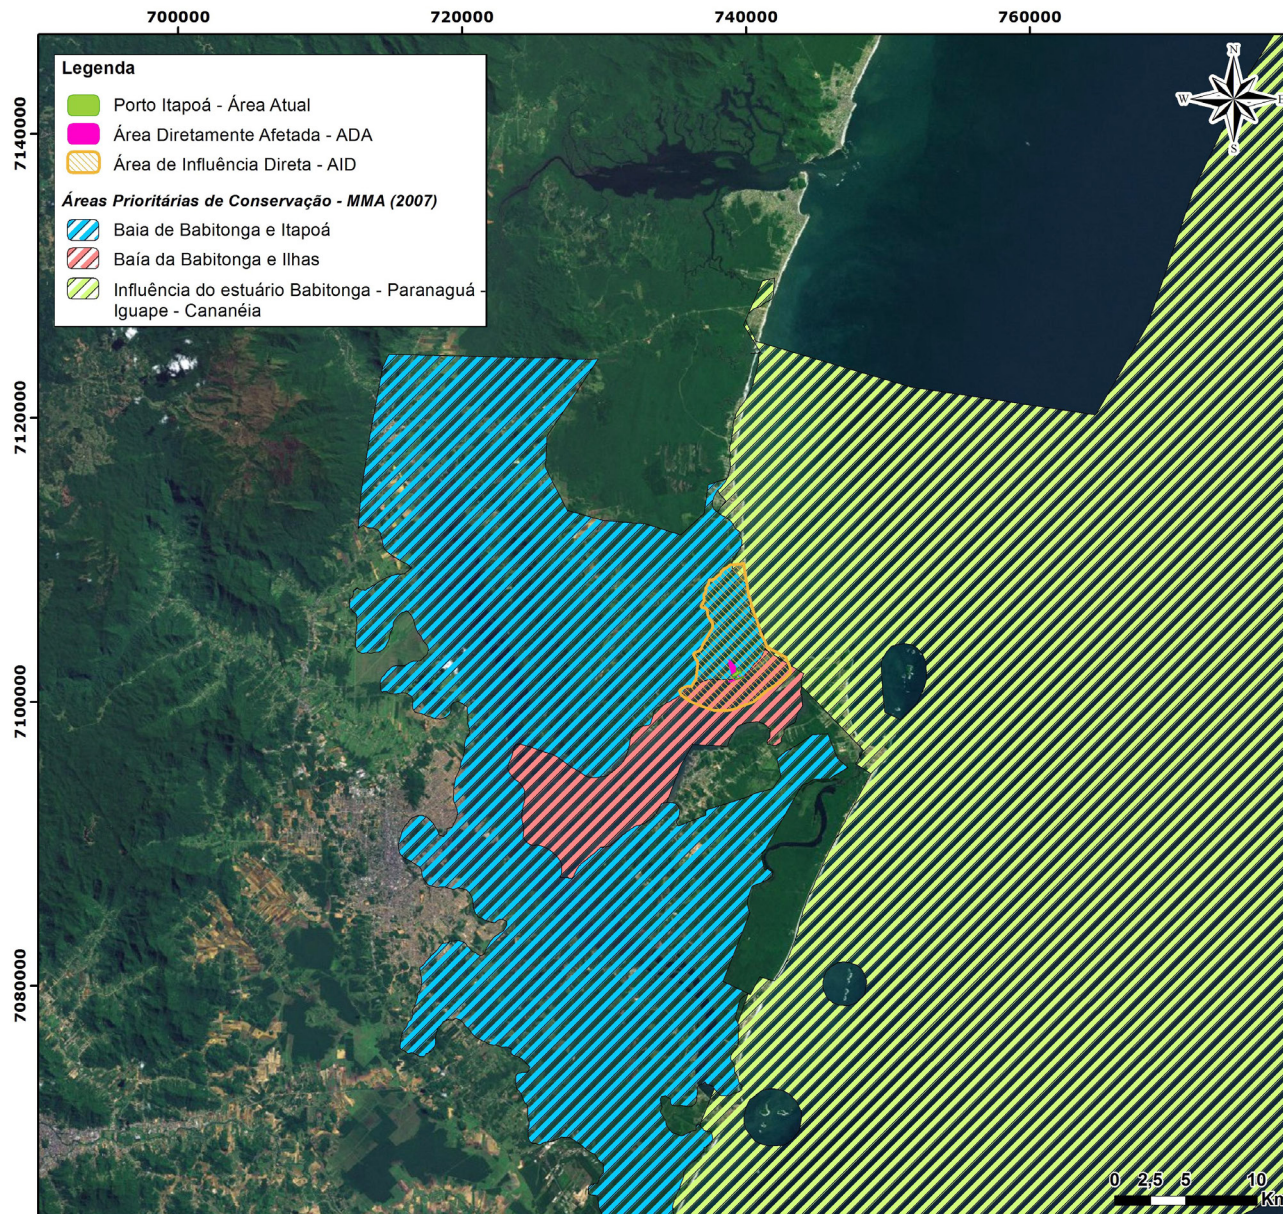 700000 720000 740000 760000
N
W E
S
Legenda
Porto Itapoá - Área Atual
Área Diretamente Afetada - ADA
Área de Influência Direta - AID
Áreas Prioritárias de Conservação - MMA (2007)
Baia de Babitonga e Itapoá
Baía da Babitonga e Ilhas
Influência do estuário Babitonga - Paranaguá -
Iguape - Cananéia
7140000
7120000
7100000
7080000
0 2,5 5 10
Km